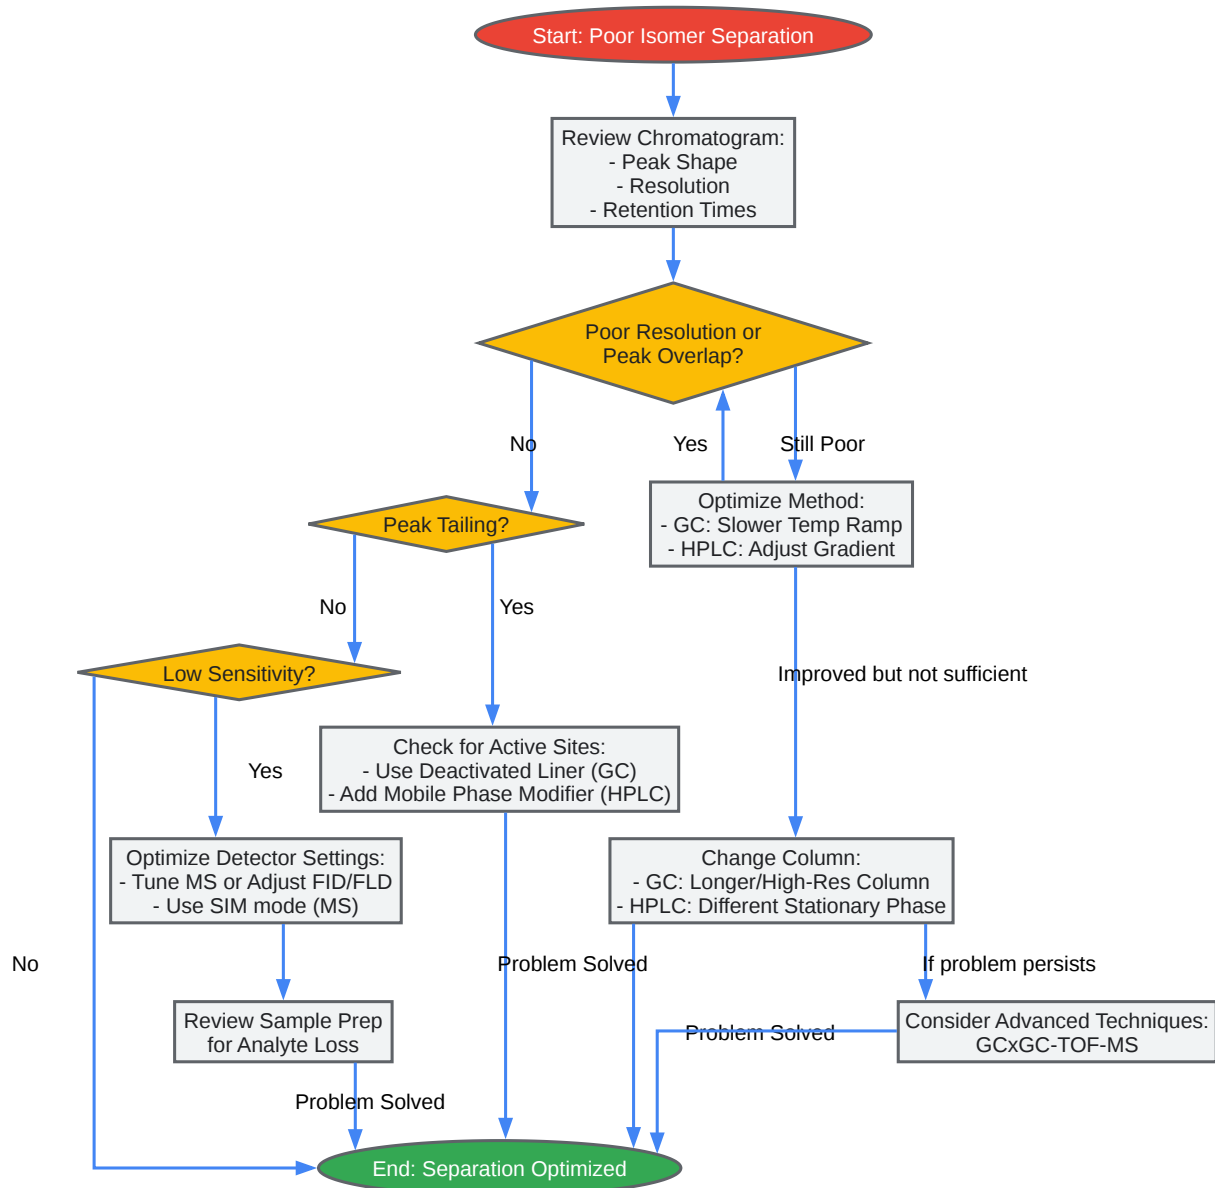 Start: Poor Isomer Separation
Review Chromatogram:
- Peak Shape
- Resolution
- Retention Times
Poor Resolution or
Peak Overlap?
No
Yes
Still Poor
Optimize Method:
- GC: Slower Temp Ramp
- HPLC: Adjust Gradient
Peak Tailing?
No
Yes
Low Sensitivity?
Improved but not sufficient
Check for Active Sites:
- Use Deactivated Liner (GC)
- Add Mobile Phase Modifier (HPLC)
Yes
Optimize Detector Settings:
- Tune MS or Adjust FID/FLD
- Use SIM mode (MS)
Change Column:
- GC: Longer/High-Res Column
- HPLC: Different Stationary Phase
No
Problem Solved
If problem persists
Review Sample Prep
for Analyte Loss
Problem Solved
Consider Advanced Techniques:
GCxGC-TOF-MS
Problem Solved
End: Separation Optimized